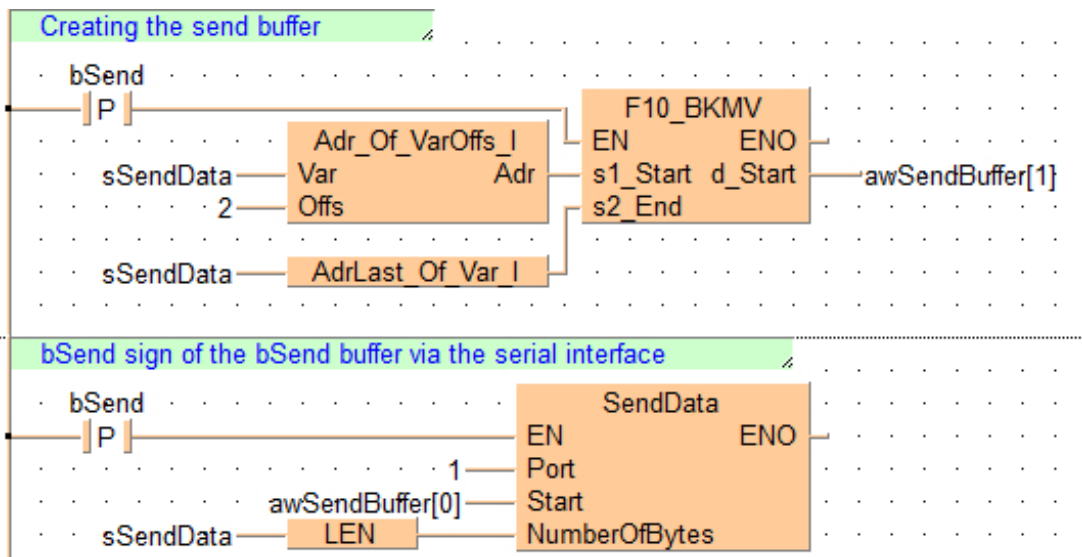 Creating the send buffer
bSend
P
F10_BKMV
Adr_Of_VarOffs_I
EN ENO
sSendData Var Adr s1_Start d_Start awSendBuffer[1]
2 Offs s2_End
sSendData AdrLast_Of_Var_I
bSend sign of the bSend buffer via the serial interface
bSend SendData
P EN ENO
1 Port
awSendBuffer[0] Start
sSendData LEN NumberOfBytes